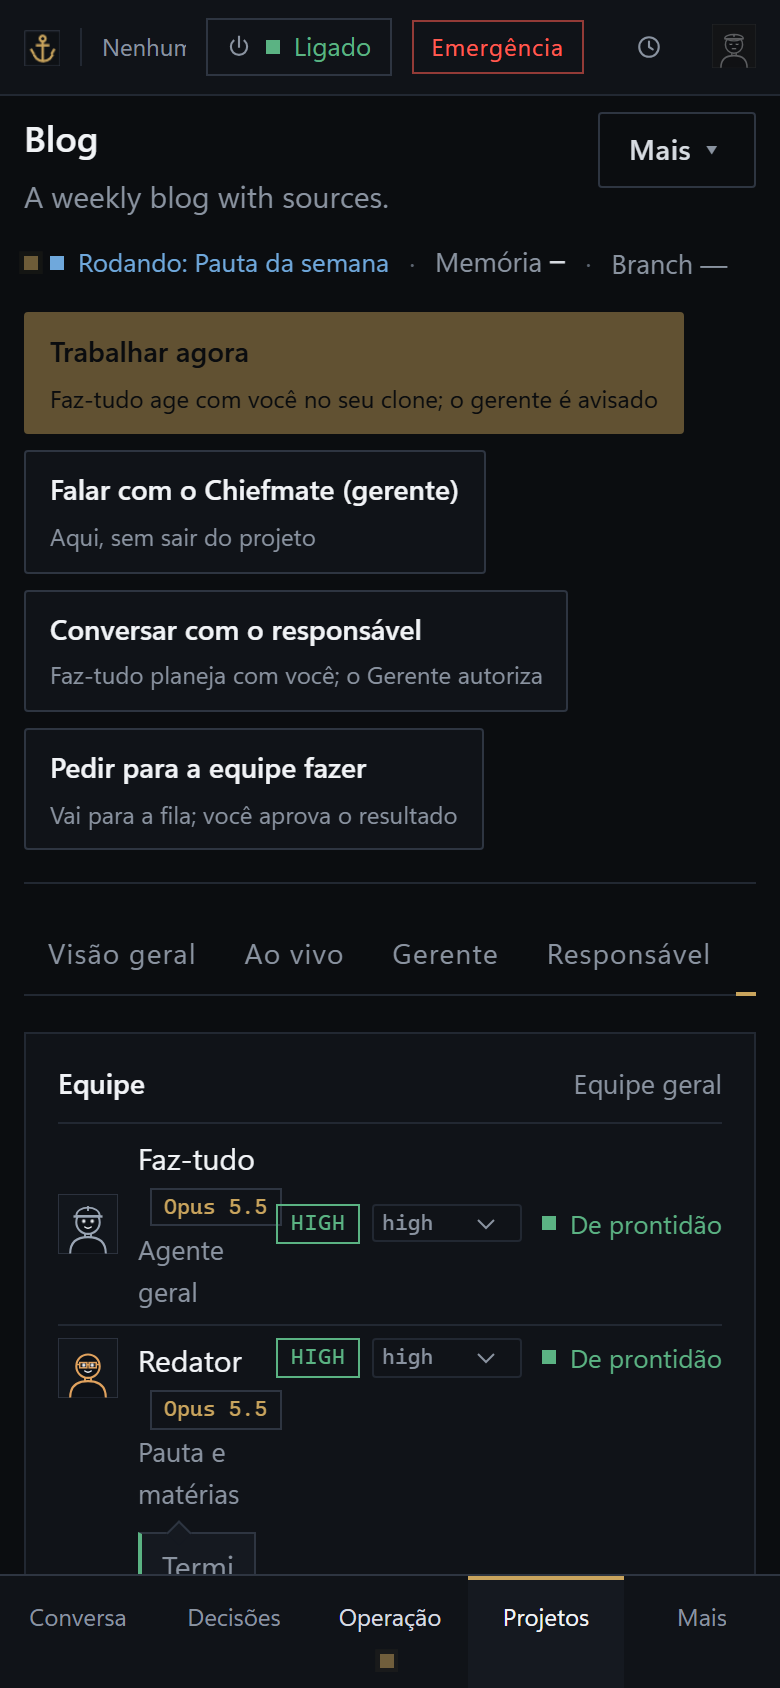 Nenhum
Ligado
Emergência
Blog
Mais
A weekly blog with sources.
Rodando: Pauta da semana · Memória — · Branch —
Trabalhar agora
Faz-tudo age com você no seu clone; o gerente é avisado
Falar com o Chiefmate (gerente)
Aqui, sem sair do projeto
Conversar com o responsável
Faz-tudo planeja com você; o Gerente autoriza
Pedir para a equipe fazer
Vai para a fila; você aprova o resultado
Visão geral Ao vivo Gerente Responsável
Equipe
Equipe geral
Faz-tudo
Opus 5.5
HIGH
high
De prontidão
Agente
geral
Redator
HIGH
high
De prontidão
Opus 5.5
Pauta e
matérias
Termi
Conversa Decisões Operação Projetos Mais